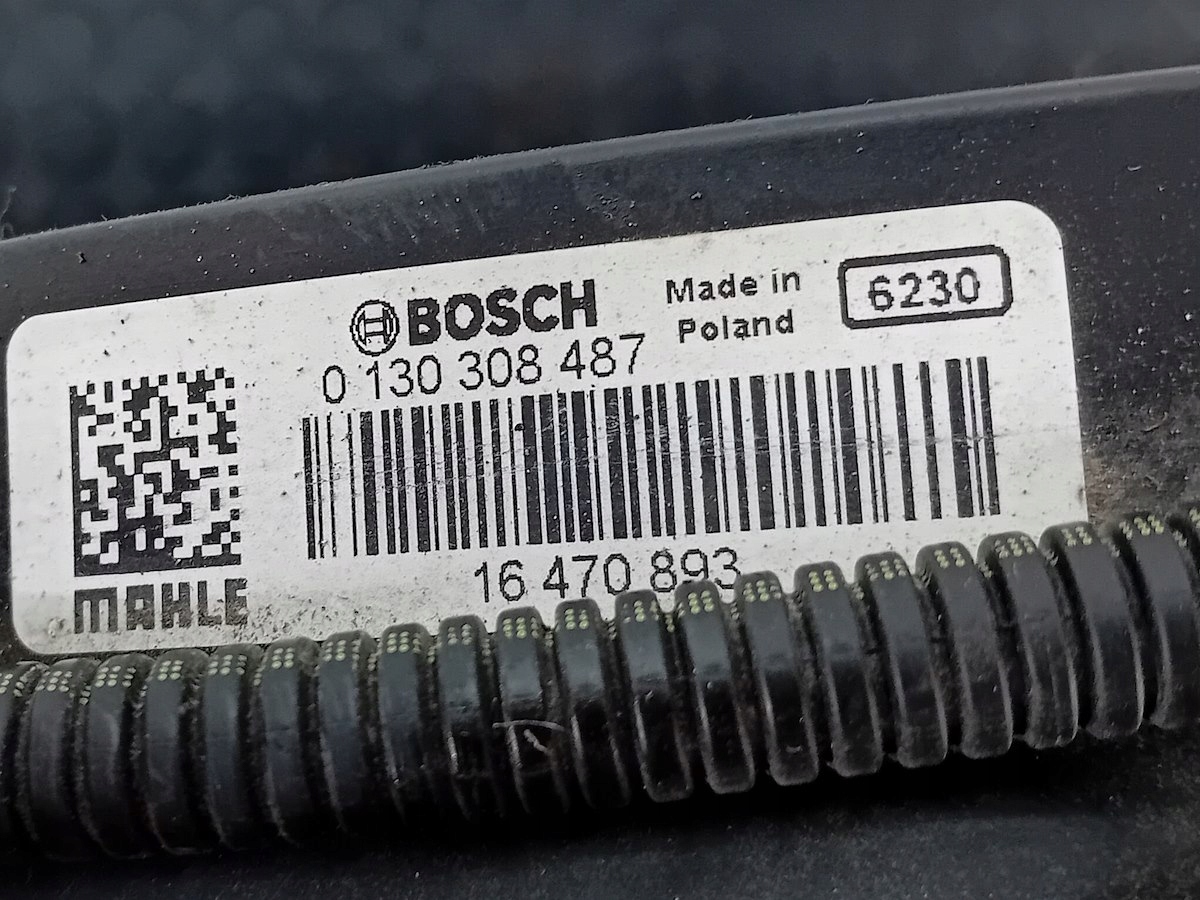 BOSCH
Made in
Poland
6230
0 130 308 487
16 470 893
MAHLE